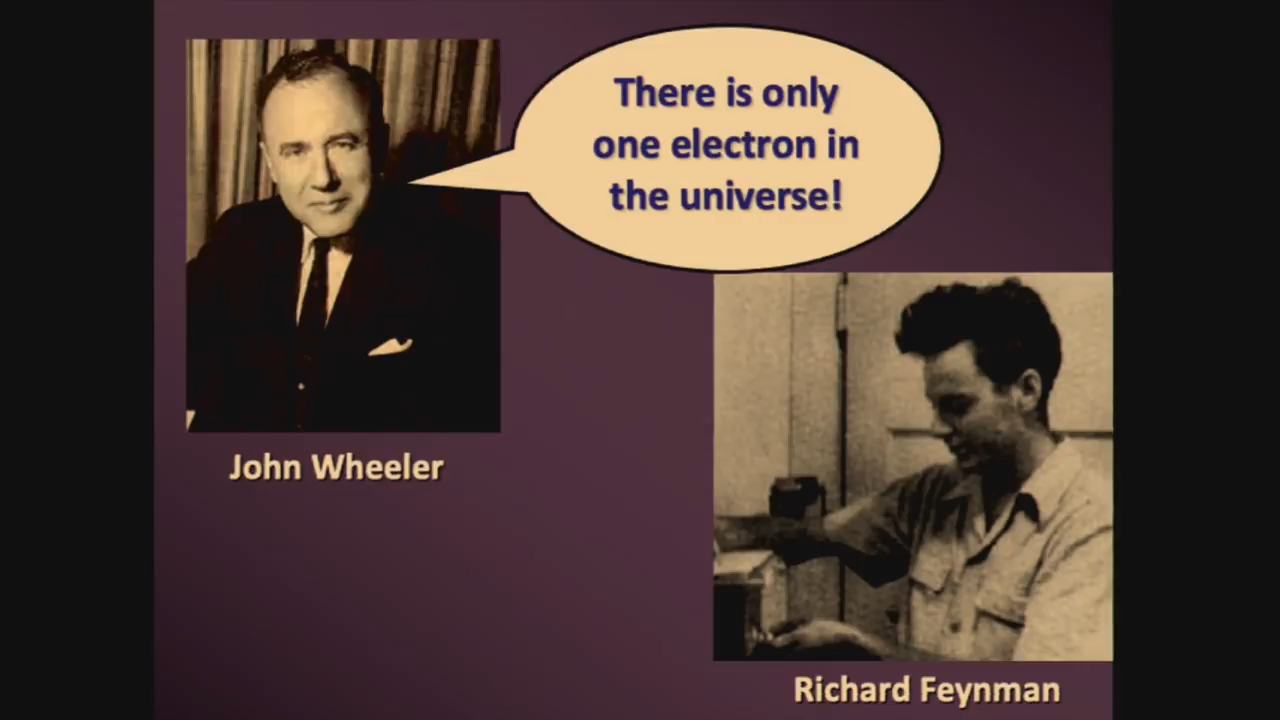 There is only
one electron in
the universe!
John Wheeler
Richard Feynman